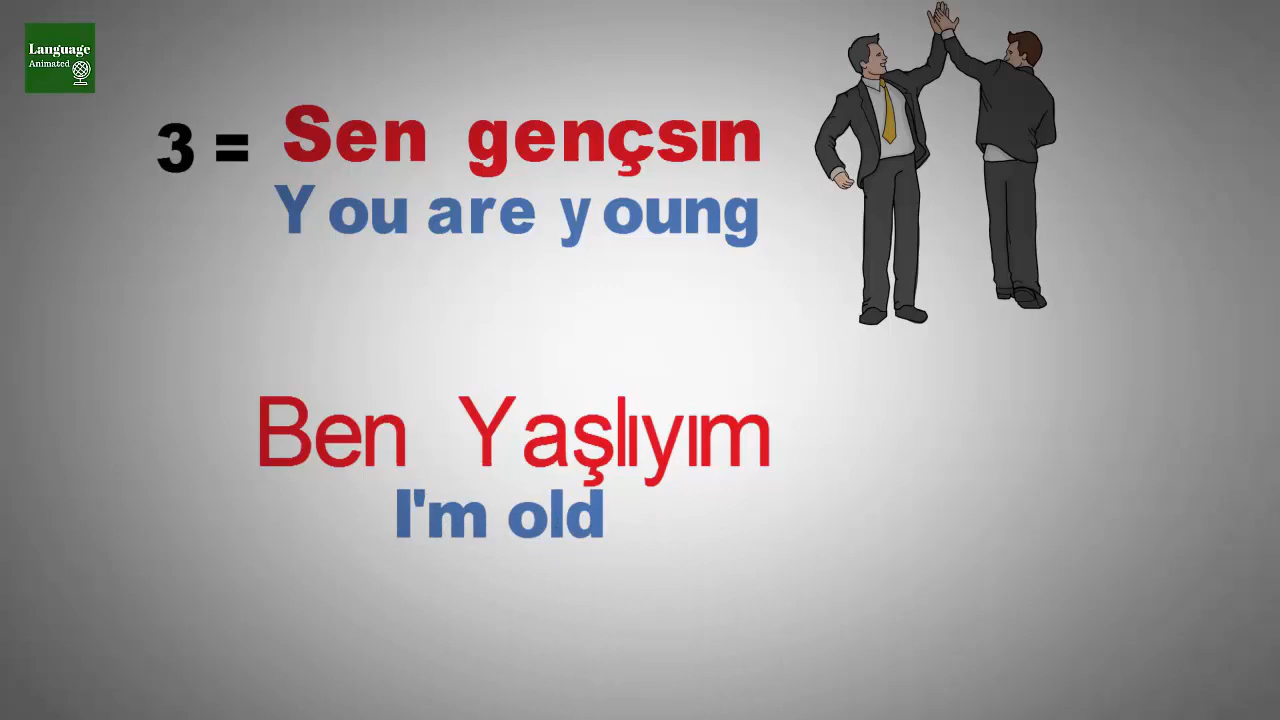 Language
Animated
3 = Sen gençsın
You are young
Ben Yaşlıyım
I'm old